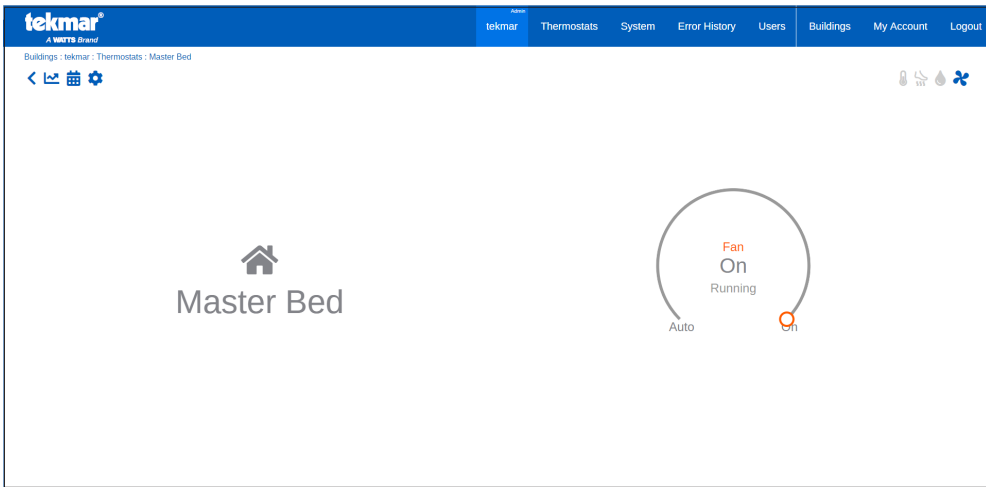 tekmar®
A WATTS Brand
Admin
tekmar Thermostats System Error History Users Buildings My Account Logout
Buildings : tekmar : Thermostats : Master Bed
Master Bed
Fan
On
Running
Auto On